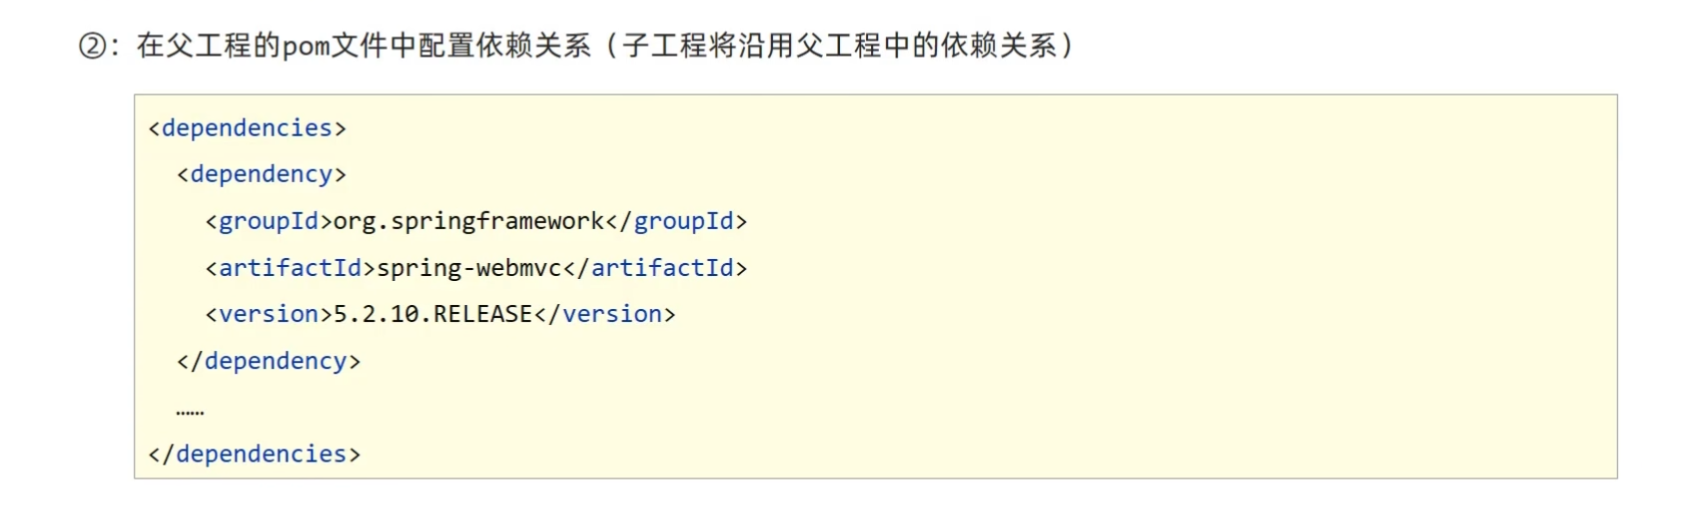 ②：在父工程的pom文件中配置依赖关系（子工程将沿用父工程中的依赖关系）
<dependencies>
<dependency>
<groupId>org.springframework</groupId>
<artifactId>spring-webmvc</artifactId>
<version>5.2.10.RELEASE</version>
</dependency>
……
</dependencies>